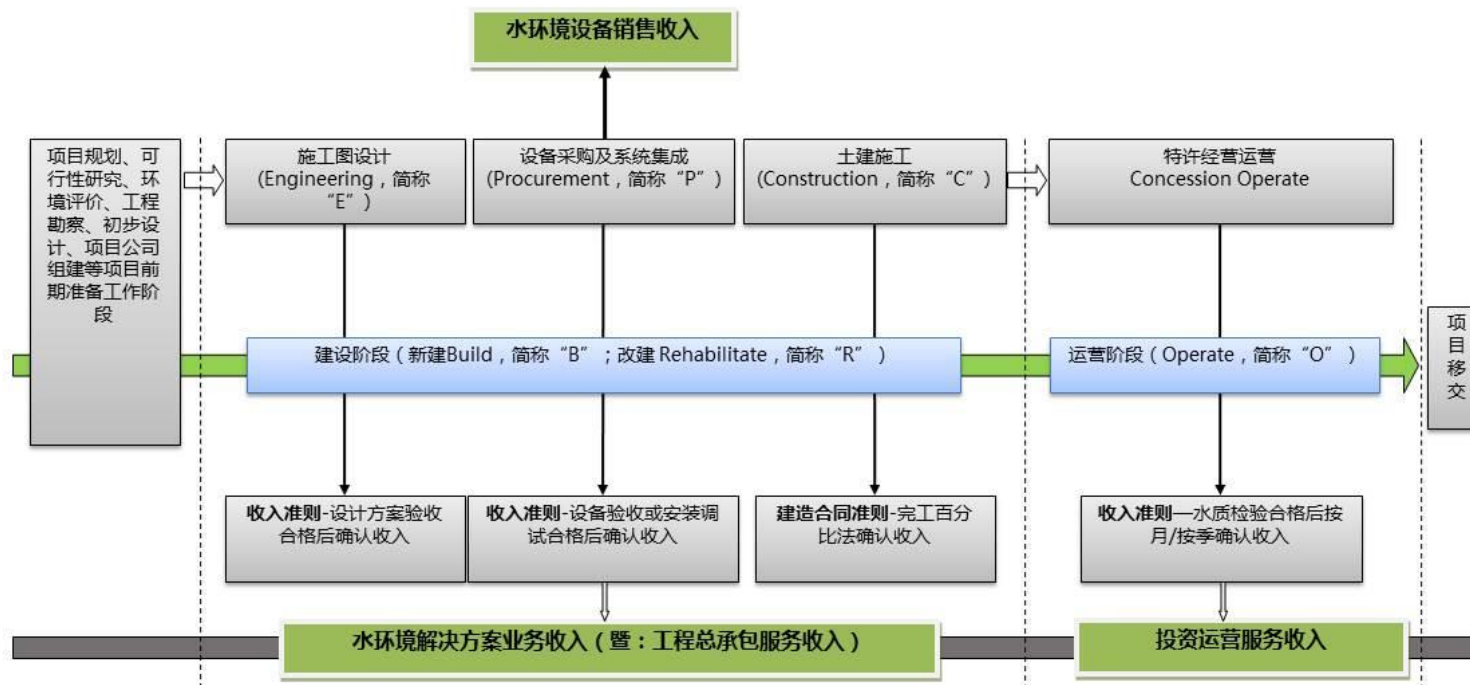 水环境设备销售收入
项目规划、可
行性研究、环
境评价、工程
勘察、初步设
计、项目公司
组建等项目前
期准备工作阶
段
施工图设计
(Engineering，简称
“E”)
设备采购及系统集成
(Procurement，简称“P”)
土建施工
(Construction，简称“C”)
特许经营运营
Concession Operate
建设阶段（新建Build，简称“B”；改建 Rehabilitate，简称“R”）
运营阶段（Operate，简称“O”）
项
目
移
交
收入准则-设计方案验收
合格后确认收入
收入准则-设备验收或安装调
试合格后确认收入
建造合同准则-完工百分
比法确认收入
收入准则—水质检验合格后按
月/按季确认收入
水环境解决方案业务收入（暨：工程总承包服务收入）
投资运营服务收入